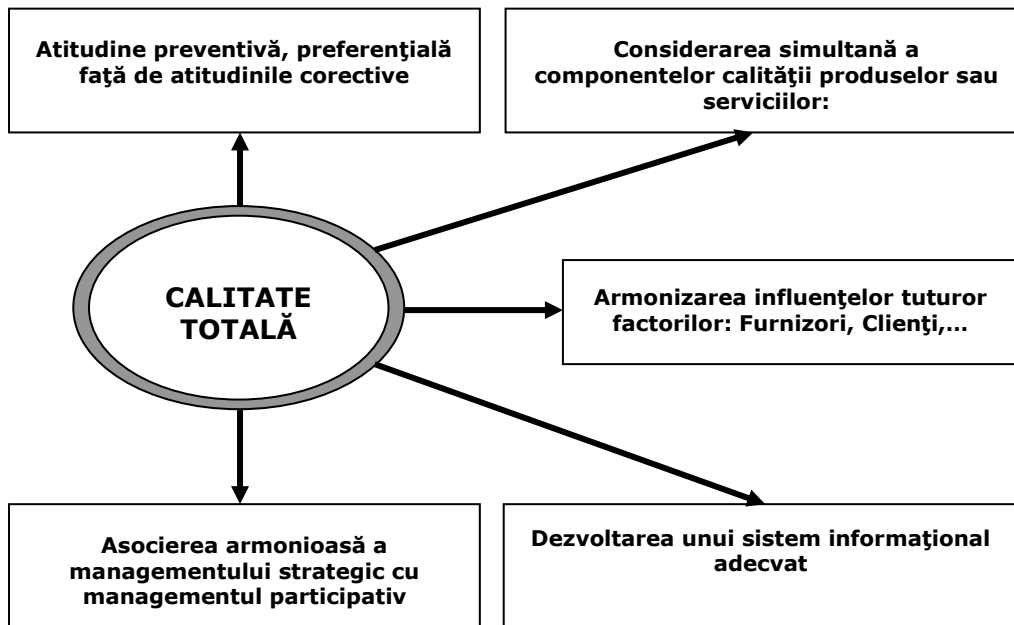 Atitudine preventivă, preferenţială
faţă de atitudinile corective
Considerarea simultană a
componentelor calităţii produselor sau
serviciilor:
CALITATE
TOTALĂ
Armonizarea influenţelor tuturor
factorilor: Furnizori, Clienţi,...
Asocierea armonioasă a
managementului strategic cu
managementul participativ
Dezvoltarea unui sistem informaţional
adecvat